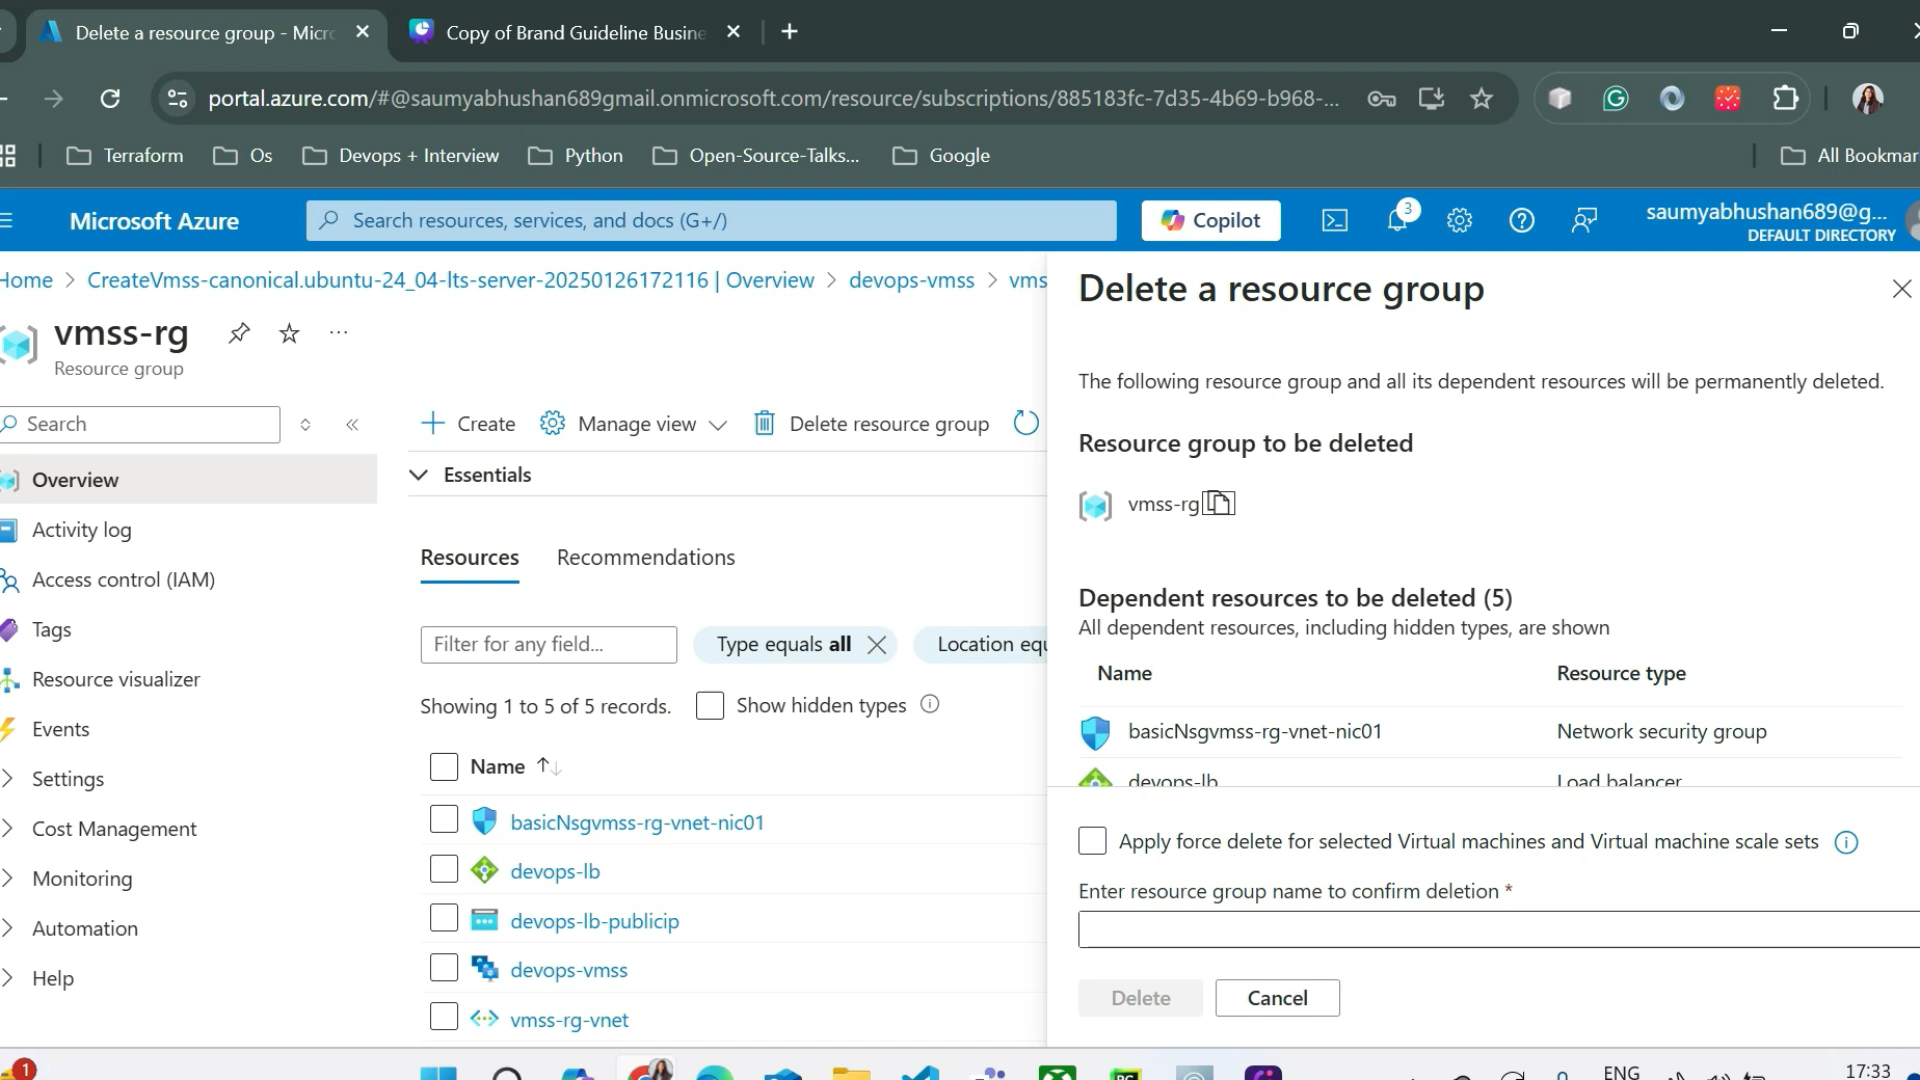 Delete a resource group - Micr
Copy of Brand Guideline Busine
portal.azure.com/#@saumyabhushan689gmail.onmicrosoft.com/resource/subscriptions/885183fc-7d35-4b69-b968-...
Terraform
Os
Devops + Interview
Python
Open-Source-Talks...
Google
All Bookmar
Microsoft Azure
Search resources, services, and docs (G+/)
Copilot
3
saumyabhushan689@g...
DEFAULT DIRECTORY
Home > CreateVmss-canonical.ubuntu-24_04-lts-server-20250126172116 | Overview > devops-vmss > vms
vmss-rg
...
Resource group
Search
Overview
Activity log
Access control (IAM)
Tags
Resource visualizer
Events
Settings
Cost Management
Monitoring
Automation
Help
Create
Manage view
Delete resource group
Essentials
Resources
Recommendations
Filter for any field...
Type equals all
Location equ
Showing 1 to 5 of 5 records.
Show hidden types
Name
basicNsgvmss-rg-vnet-nic01
devops-lb
devops-lb-publicip
devops-vmss
vmss-rg-vnet
Delete a resource group
The following resource group and all its dependent resources will be permanently deleted.
Resource group to be deleted
vmss-rg
Dependent resources to be deleted (5)
All dependent resources, including hidden types, are shown
Name
Resource type
basicNsgvmss-rg-vnet-nic01
Network security group
devops-lb
Load balancer
Apply force delete for selected Virtual machines and Virtual machine scale sets
Enter resource group name to confirm deletion *
Delete
Cancel
1
ENG
17:33